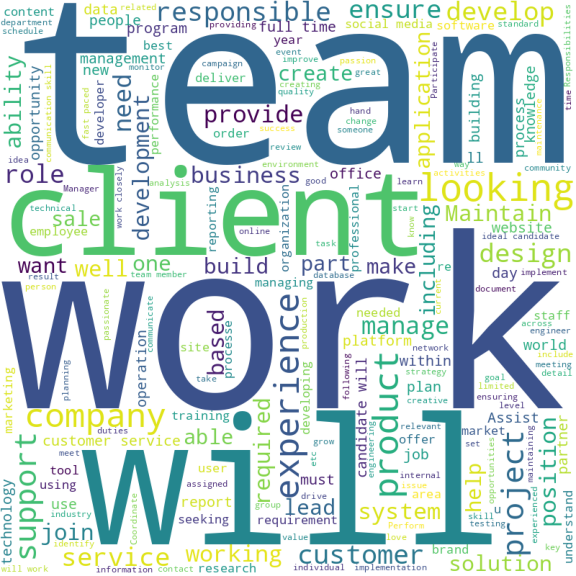 content
department
schedule
related
people
data
program
responsible
providing
full time
year
ensure
social media
develop
software
standard
Responsibilities
time
ability
opportunity
communication skill
management
new
monitor
best
deliver
campaign
event
improve
quality
create
creating
passion
great
hand
change
someone
application
Participate
maintenance
building
process
knowledge
team
fast paced
developer
need
development
performance
order
provide
success
review
idea
role
Manager
work closely
analysis
business
environment
office
good
learn
ll
way
activities
community
looking
client
sale
employee
technical
reporting
online
organization
task
professional
start
know
including
Maintain
website
ideal candidate
design
want
result
person
well
one
team member
build
database
managing
part
make
re
current
day
implement
document
work
passionate
communicate
operation
site
take
based
processe
experience
developing
production
needed
manage
platform
following
network
within
strategy
creative
plan
product
staff
across
engineer
world
include
meeting
detail
goal
limited
ensuring
level
marketing
planning
company
duties
training
customer service
able
required
candidate will
relevant
offer
job
market
set
Assist
opportunities
project
maintaining
position
partner
support
meet
tool
using
will
user
assigned
report
seeking
group
etc
grow
must
drive
lead
requirement
engineering
internal
issue
area
system
Perform
help
u
skill
testing
experienced
understand
technology
use
industry
join
identify
Coordinate
service
will work
information
contact
working
research
value
customer
individual
love
implementation
brand
key
solution